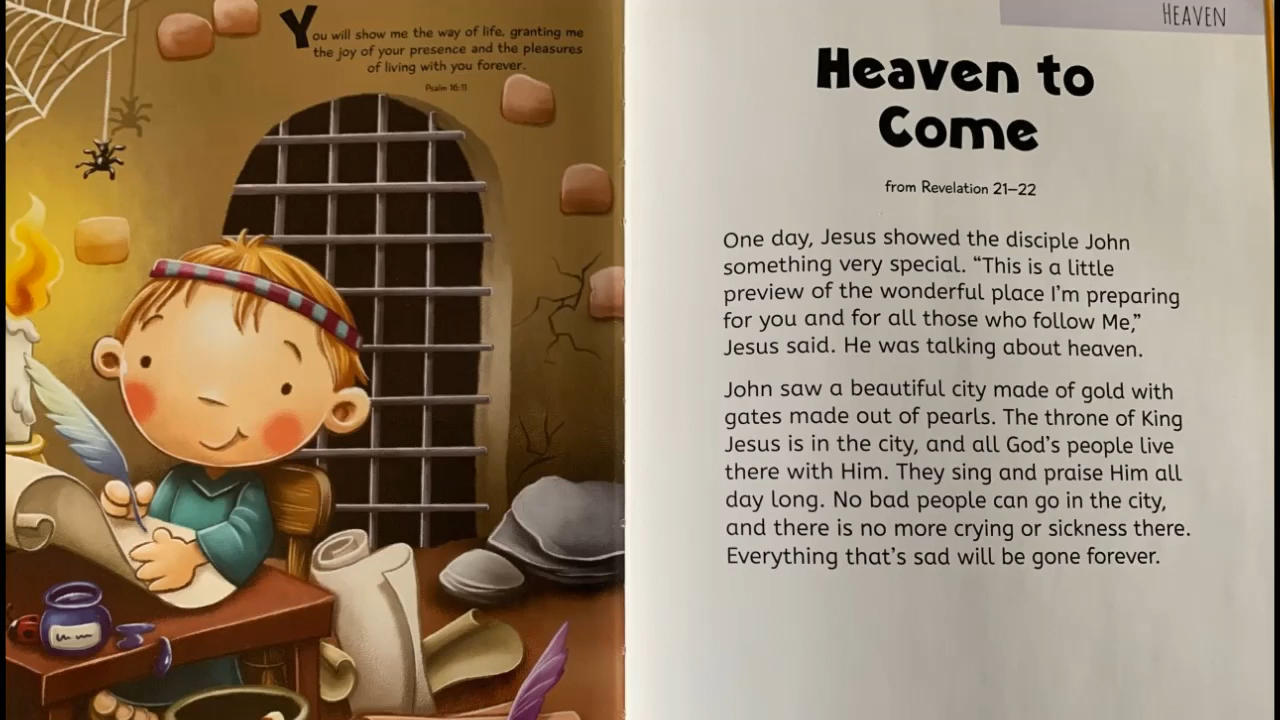 You will show me the way of life, granting me
the joy of your presence and the pleasures
of living with you forever.
Psalm 16:11
HEAVEN
Heaven to
Come
from Revelation 21–22
One day, Jesus showed the disciple John
something very special. “This is a little
preview of the wonderful place I’m preparing
for you and for all those who follow Me,”
Jesus said. He was talking about heaven.
John saw a beautiful city made of gold with
gates made out of pearls. The throne of King
Jesus is in the city, and all God’s people live
there with Him. They sing and praise Him all
day long. No bad people can go in the city,
and there is no more crying or sickness there.
Everything that’s sad will be gone forever.